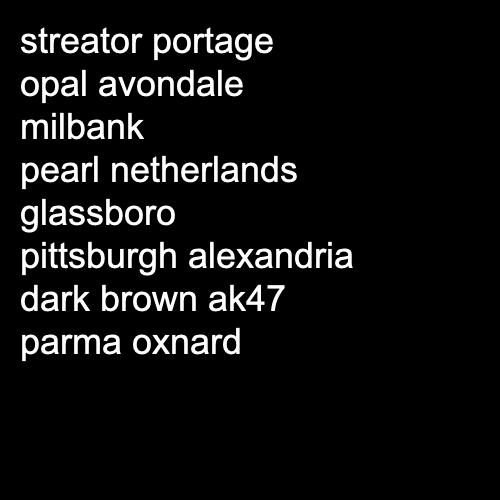 streator portage
opal avondale
milbank
pearl netherlands
glassboro
pittsburgh alexandria
dark brown ak47
parma oxnard